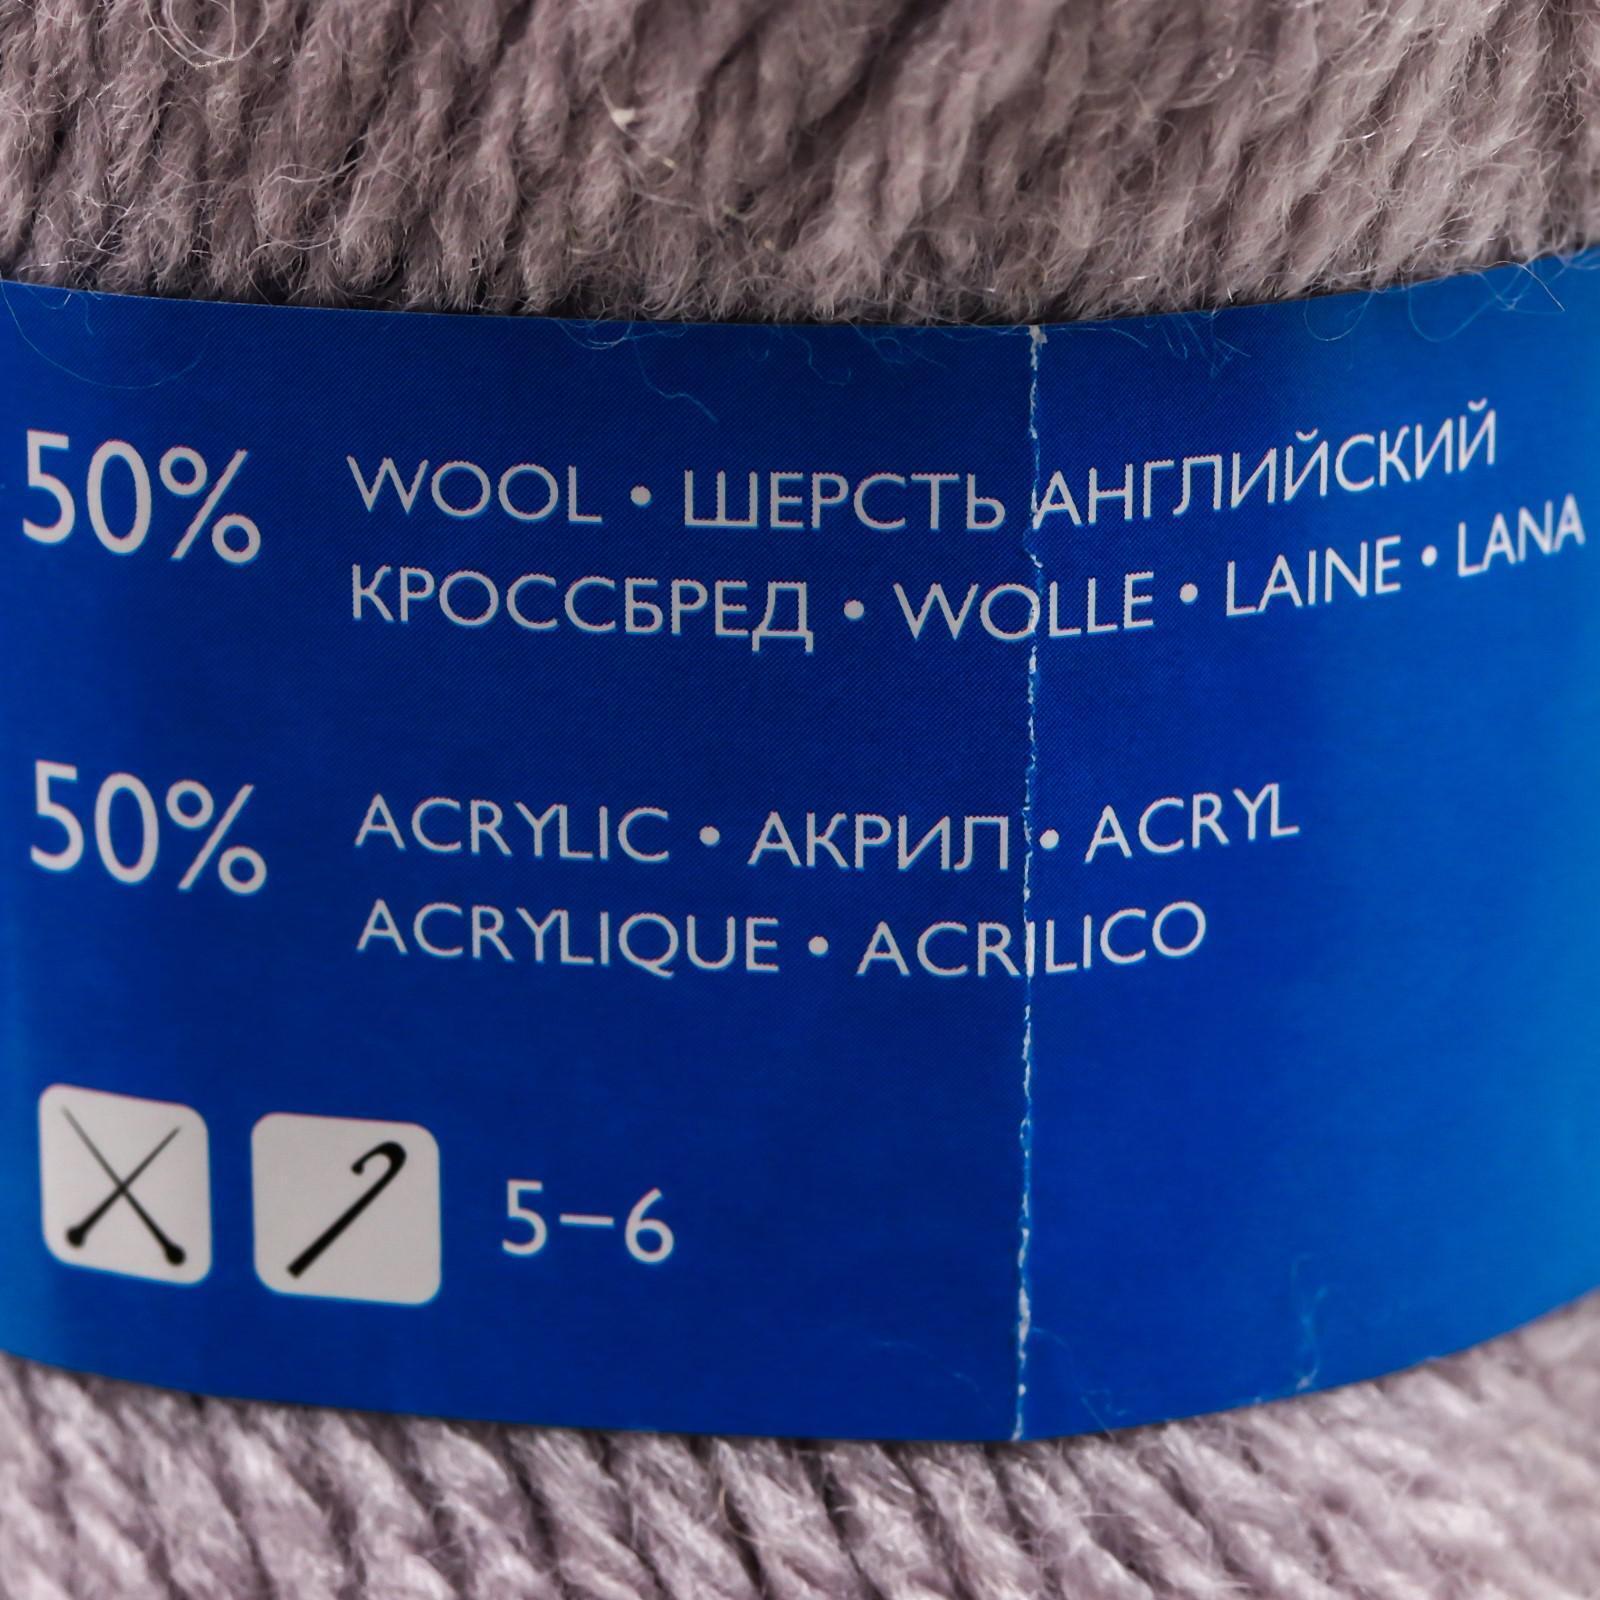 50% WOOL • ШЕРСТЬ АНГЛИЙСКИЙ
КРОССБРЕД • WOLLE • LAINE • LANA
50% ACRYLIC • АКРИЛ • ACRYL
ACRYLIQUE • ACRILICO
5–6